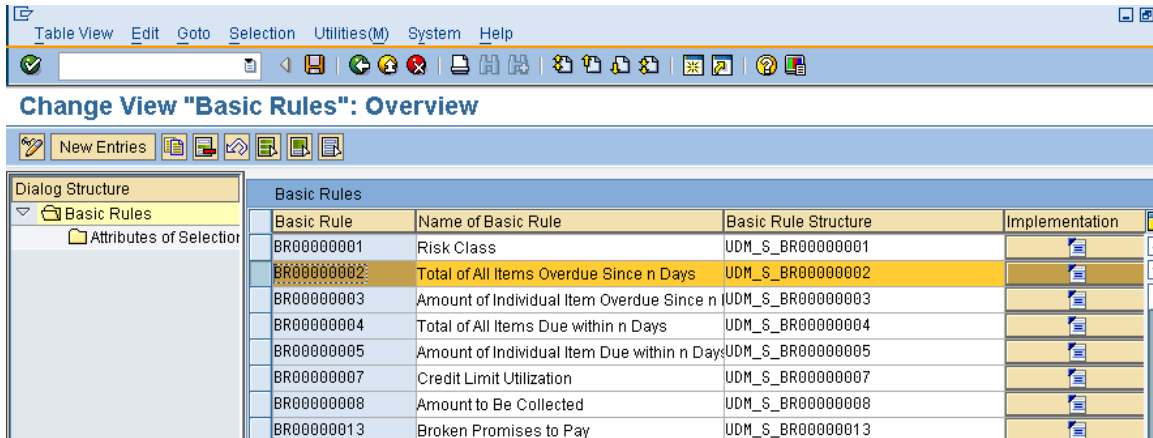 Table View Edit Goto Selection Utilities(M) System Help
Change View "Basic Rules": Overview
New Entries
Dialog Structure
Basic Rules
Attributes of Selection
Basic Rules
Basic Rule Name of Basic Rule Basic Rule Structure Implementation
BR00000001 Risk Class UDM_S_BR00000001
BR00000002 Total of All Items Overdue Since n Days UDM_S_BR00000002
BR00000003 Amount of Individual Item Overdue Since n UDM_S_BR00000003
BR00000004 Total of All Items Due within n Days UDM_S_BR00000004
BR00000005 Amount of Individual Item Due within n Days UDM_S_BR00000005
BR00000007 Credit Limit Utilization UDM_S_BR00000007
BR00000008 Amount to Be Collected UDM_S_BR00000008
BR00000013 Broken Promises to Pay UDM_S_BR00000013